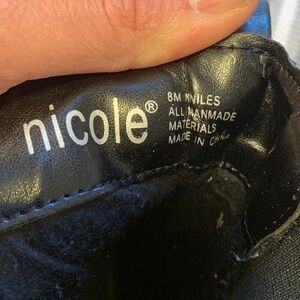 nicole®
8M NILES
ALL MANMADE
MATERIALS
MADE IN CHINA